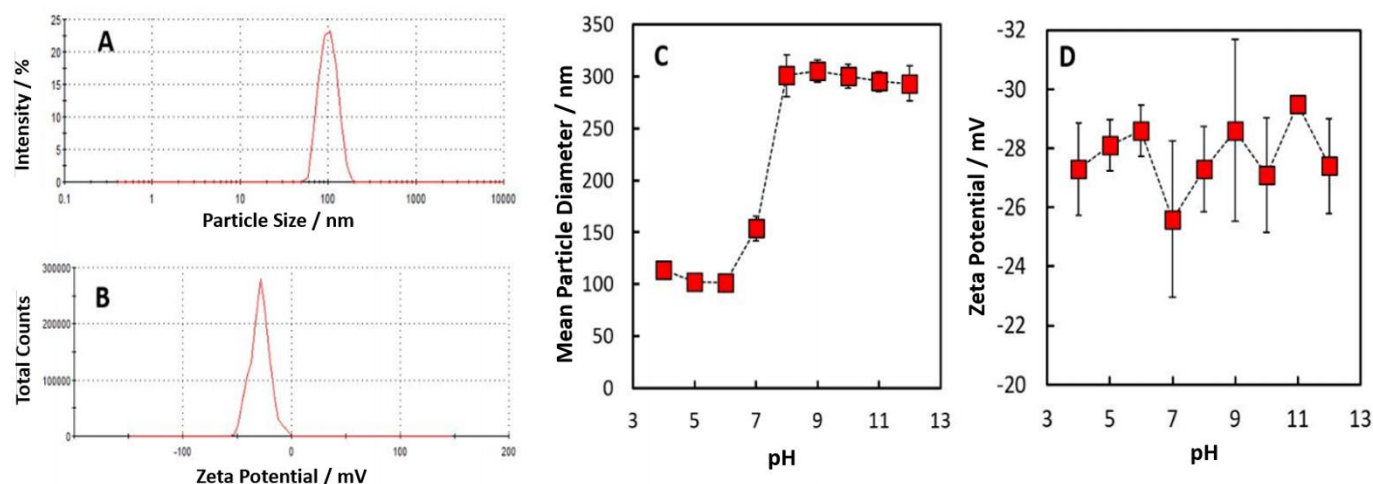 A
Intensity / %
25
20
15
10
5
0
0.1 1 10 100 1000 10000
Particle Size / nm
B
Total Counts
300000
200000
100000
0
-100 0 100 200
Zeta Potential / mV
C
Mean Particle Diameter / nm
350
300
250
200
150
100
50
0
3 5 7 9 11 13
pH
D
Zeta Potential / mV
-32
-30
-28
-26
-24
-22
-20
3 5 7 9 11 13
pH